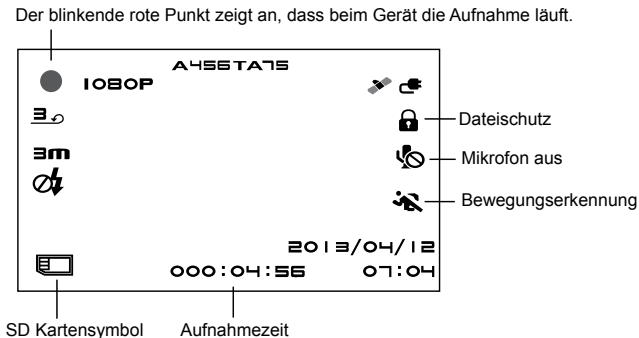 Der blinkende rote Punkt zeigt an, dass beim Gerät die Aufnahme läuft.
A456TA75
1080P
3
Dateischutz
3m
Mikrofon aus
Bewegungserkennung
2013/04/12
000:04:56 07:04
SD Kartensymbol Aufnahmezeit